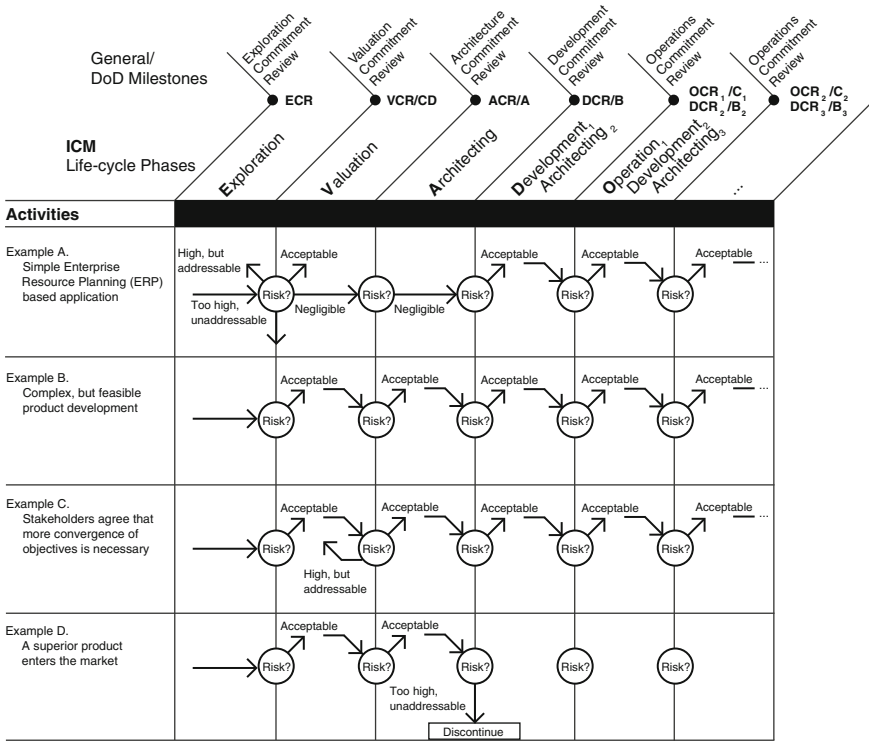 General/
DoD Milestones
Exploration
Commitment
Review
Valuation
Commitment
Review
Architecture
Commitment
Review
Development
Commitment
Review
Operations
Commitment
Review
Operations
Commitment
Review
ECR
VCR/CD
ACR/A
DCR/B
OCR₁/C₁
DCR₂/B₂
OCR₂/C₂
DCR₃/B₃
ICM
Life-cycle Phases
Exploration
Valuation
Architecting
Development₁
Architecting₂
Operation₁
Development₂
Architecting₃
...
Activities
Example A.
Simple Enterprise
Resource Planning (ERP)
based application
High, but
addressable
Acceptable
Acceptable
Acceptable
Acceptable
...
Risk?
Risk?
Risk?
Risk?
Risk?
Too high,
unaddressable
Negligible
Negligible
Example B.
Complex, but feasible
product development
Acceptable
Acceptable
Acceptable
Acceptable
Acceptable
...
Risk?
Risk?
Risk?
Risk?
Risk?
Example C.
Stakeholders agree that
more convergence of
objectives is necessary
Acceptable
Acceptable
Acceptable
Acceptable
Acceptable
...
Risk?
Risk?
Risk?
Risk?
Risk?
High, but
addressable
Example D.
A superior product
enters the market
Acceptable
Acceptable
Risk?
Risk?
Risk?
Risk?
Risk?
Too high,
unaddressable
Discontinue